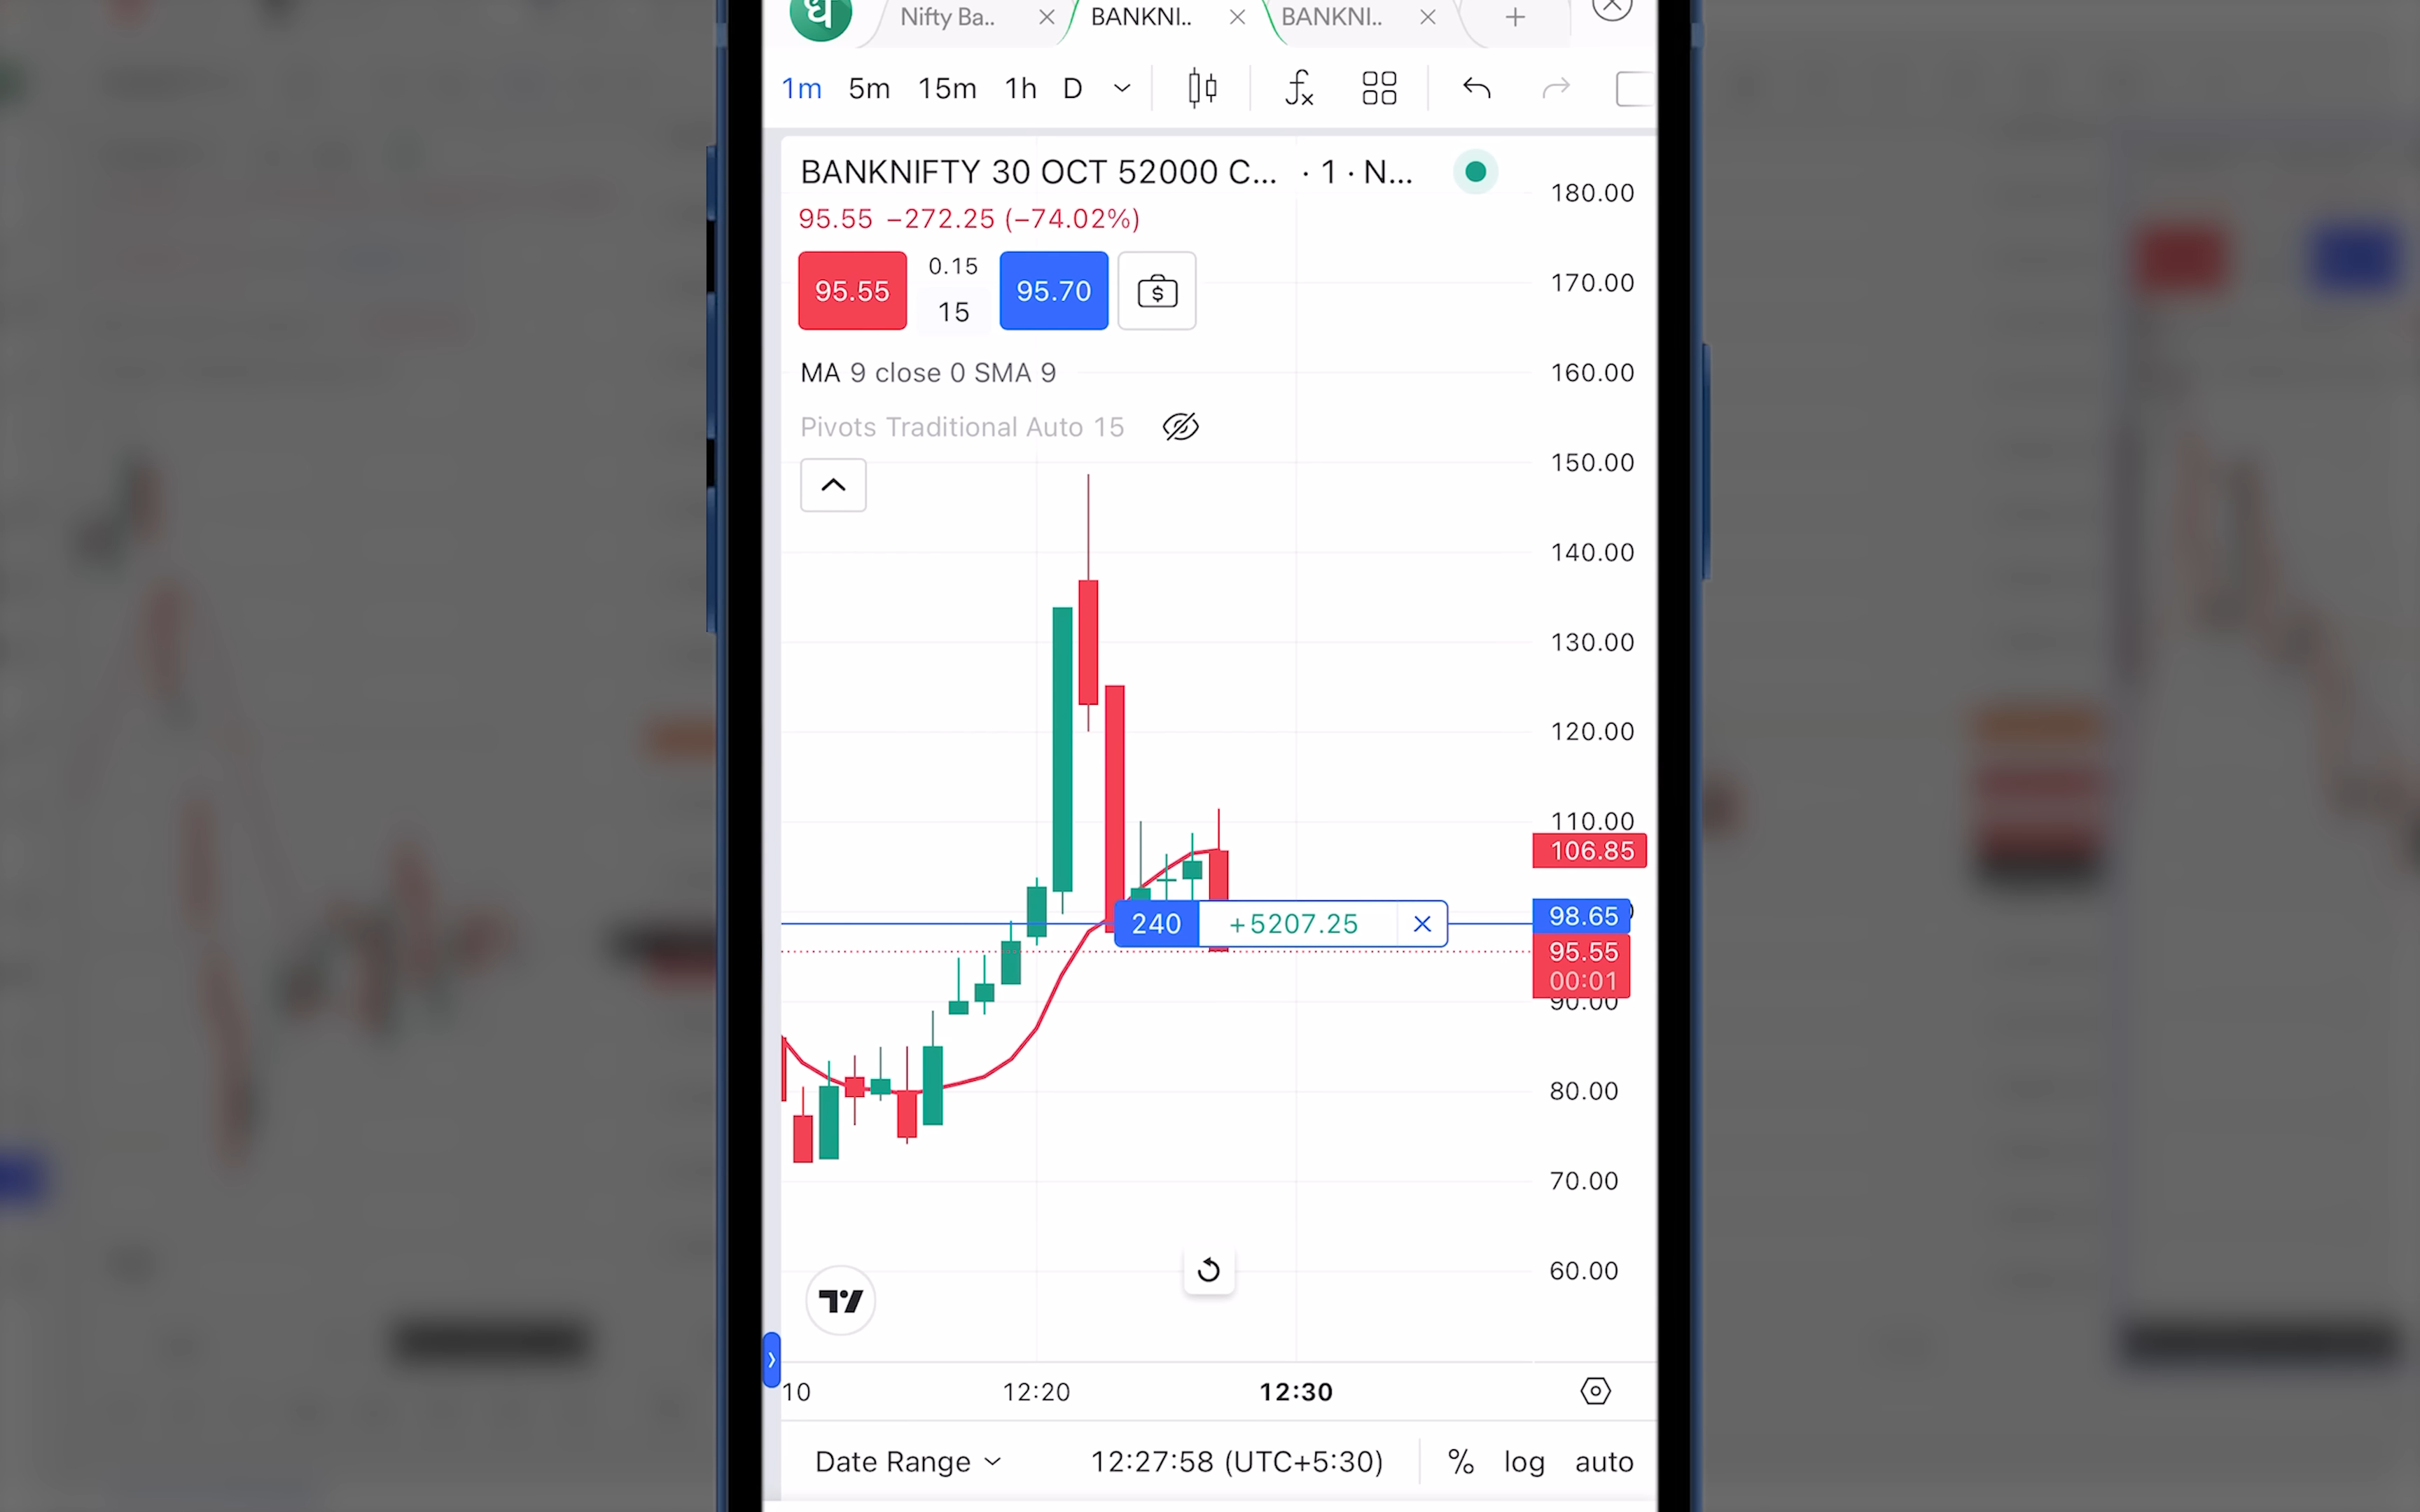 ध
Nifty Ba..
BANKNI..
BANKNI..
1m 5m 15m 1h D
BANKNIFTY 30 OCT 52000 C... · 1 · N...
95.55 −272.25 (−74.02%)
95.55
0.15
15
95.70
MA 9 close 0 SMA 9
Pivots Traditional Auto 15
180.00
170.00
160.00
150.00
140.00
130.00
120.00
110.00
106.85
240 +5207.25
98.65
95.55
00:01
90.00
80.00
70.00
60.00
10 12:20 12:30
Date Range 12:27:58 (UTC+5:30) % log auto